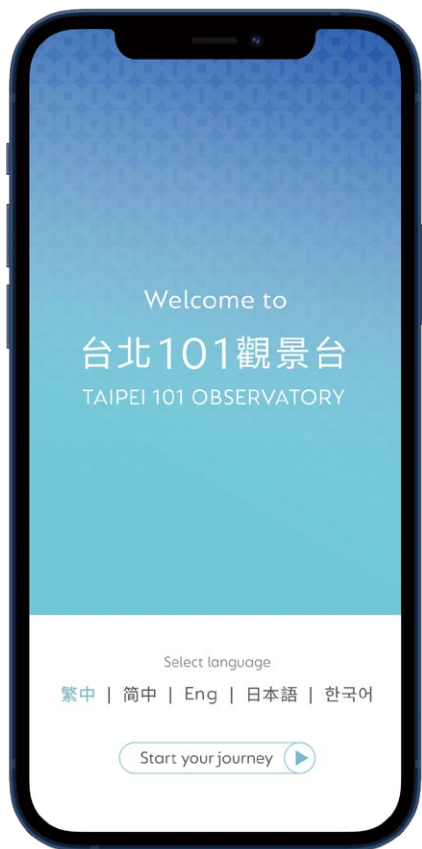 Welcome to
台北101觀景台
TAIPEI 101 OBSERVATORY
Select language
繁中 | 简中 | Eng | 日本語 | 한국어
Start your journey